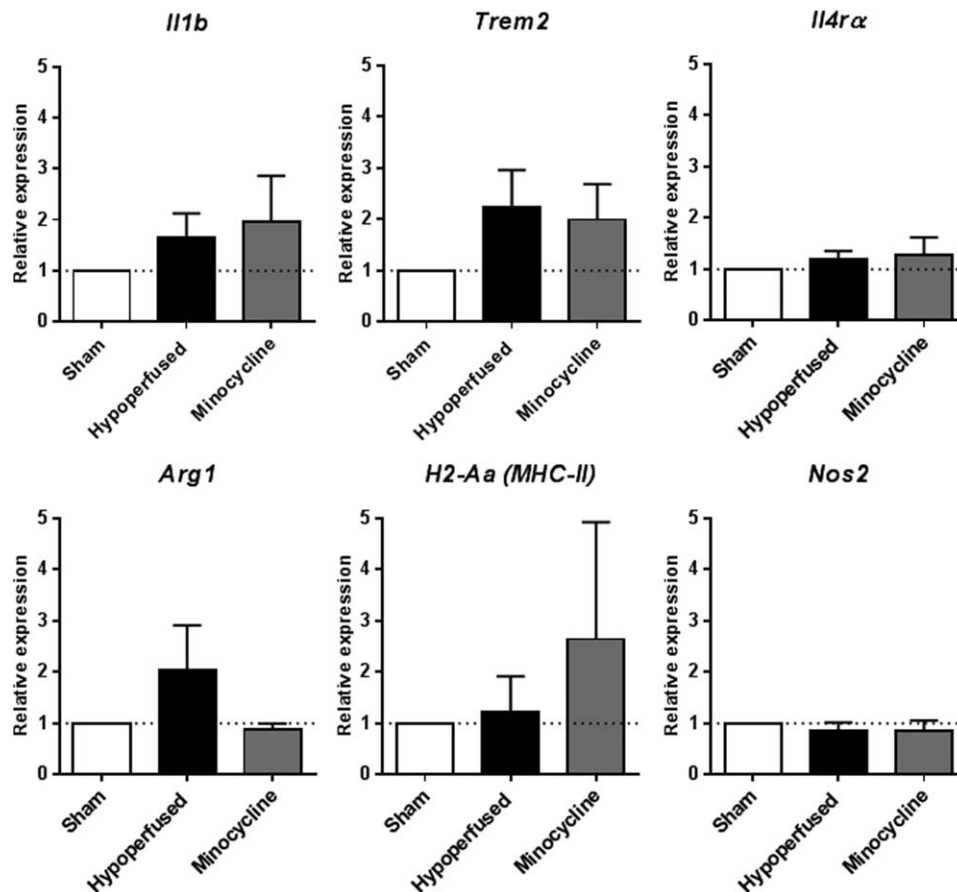 Il1b
Trem2
Il4rα
Relative expression
5
4
3
2
1
0
Sham
Hypoperfused
Minocycline
Relative expression
5
4
3
2
1
0
Sham
Hypoperfused
Minocycline
Relative expression
5
4
3
2
1
0
Sham
Hypoperfused
Minocycline
Arg1
H2-Aa (MHC-II)
Nos2
Relative expression
5
4
3
2
1
0
Sham
Hypoperfused
Minocycline
Relative expression
5
4
3
2
1
0
Sham
Hypoperfused
Minocycline
Relative expression
5
4
3
2
1
0
Sham
Hypoperfused
Minocycline